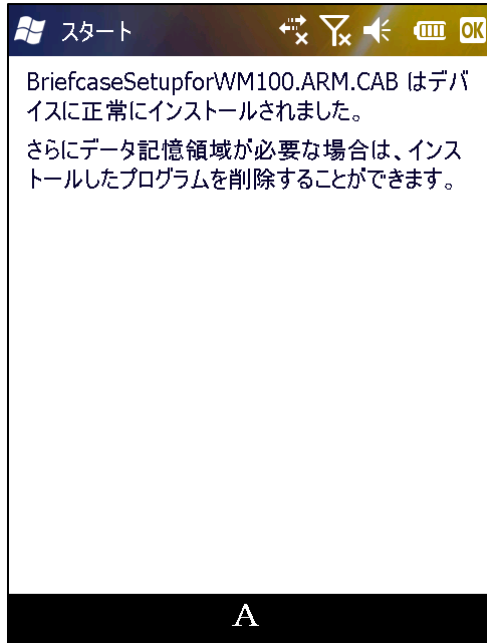 スタート OK
BriefcaseSetupforWM100.ARM.CAB はデバ
イスに正常にインストールされました。
さらにデータ記憶領域が必要な場合は、インス
トールしたプログラムを削除することができます。
A